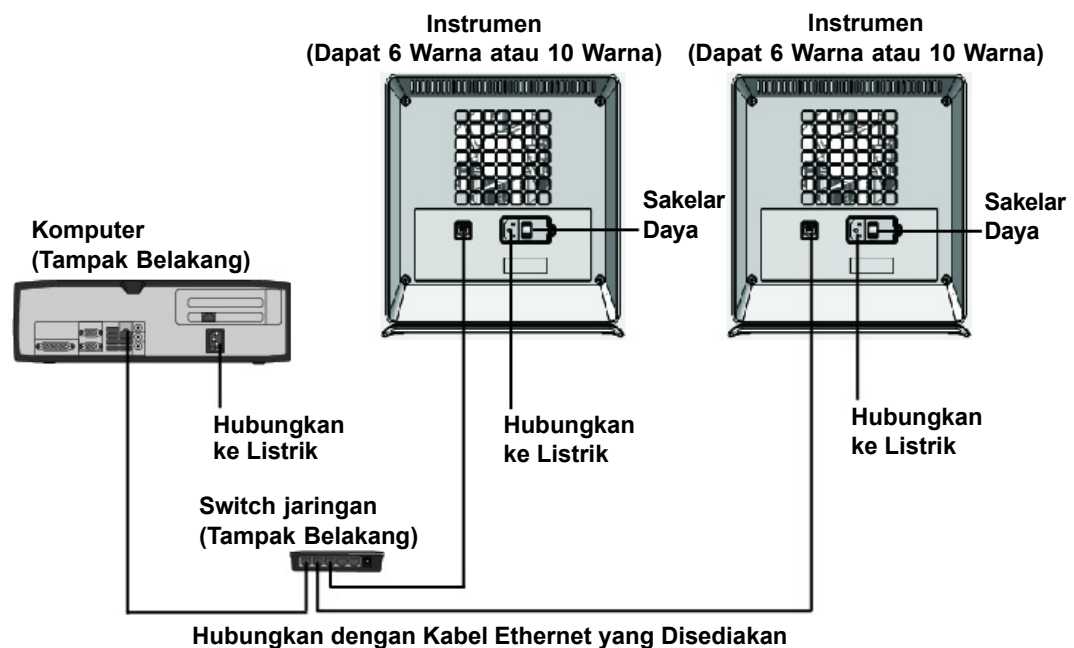 Instrumen
(Dapat 6 Warna atau 10 Warna)
Instrumen
(Dapat 6 Warna atau 10 Warna)
Sakelar
Daya
Sakelar
Daya
Komputer
(Tampak Belakang)
Hubungkan
ke Listrik
Hubungkan
ke Listrik
Hubungkan
ke Listrik
Switch jaringan
(Tampak Belakang)
Hubungkan dengan Kabel Ethernet yang Disediakan